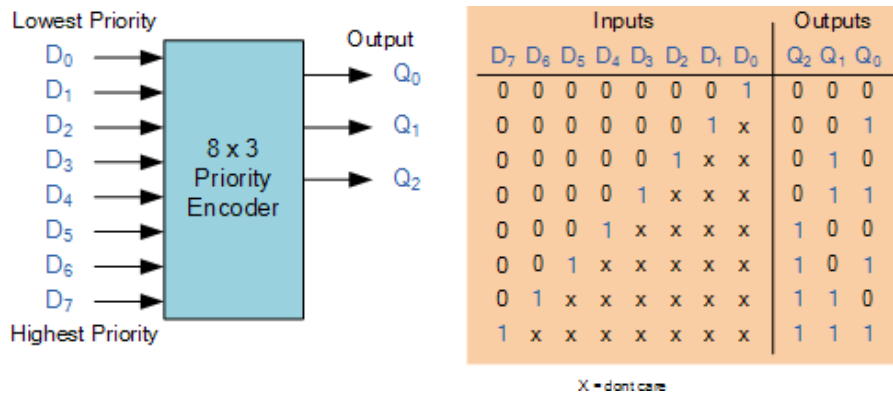 Lowest Priority
D0
D1
D2
D3
D4
D5
D6
D7
Highest Priority
8 x 3
Priority
Encoder
Output
Q0
Q1
Q2
Inputs Outputs
D7 D6 D5 D4 D3 D2 D1 D0 Q2 Q1 Q0
0 0 0 0 0 0 0 1 0 0 0
0 0 0 0 0 0 1 x 0 0 1
0 0 0 0 0 1 x x 0 1 0
0 0 0 0 1 x x x 0 1 1
0 0 0 1 x x x x 1 0 0
0 0 1 x x x x x 1 0 1
0 1 x x x x x x 1 1 0
1 x x x x x x x 1 1 1
X = dont care